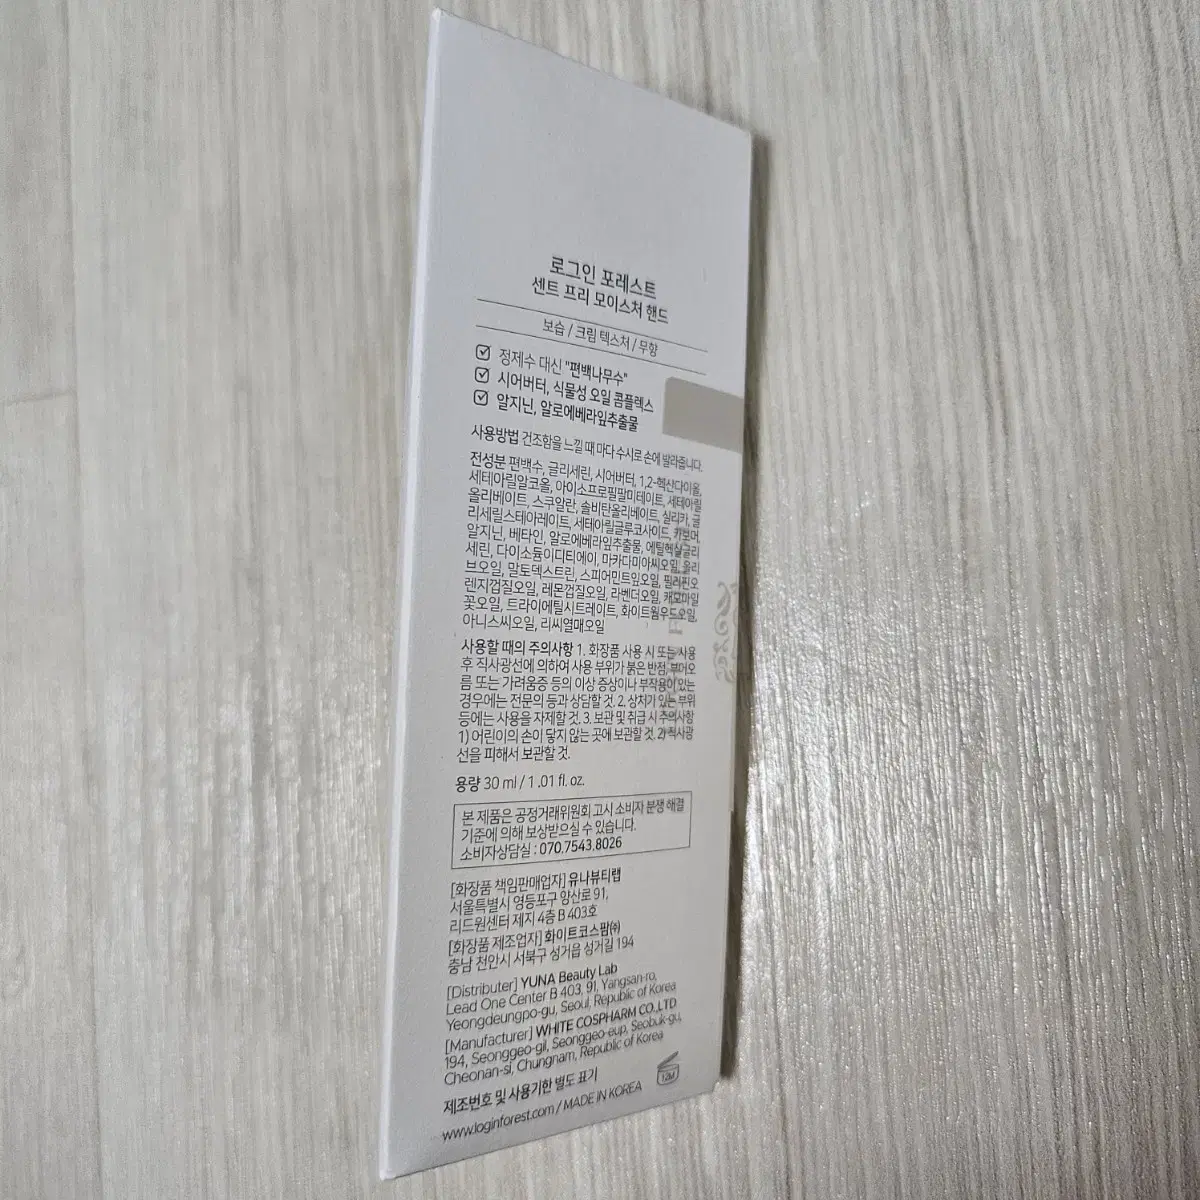 로그인 포레스트
센트 프리 모이스처 핸드
보습 / 크림 텍스처 / 무향
정제수 대신 "편백나무수"
시어버터, 식물성 오일 콤플렉스
알지닌, 알로에베라잎추출물
사용방법 건조함을 느낄 때 마다 수시로 손에 발라줍니다.
전성분 편백수, 글리세린, 시어버터, 1,2-헥산다이올,
세테아릴알코올, 아이소프로필팔미테이트, 세테아릴
올리베이트, 스쿠알란, 솔비탄올리베이트, 실리카, 글
리세릴스테아레이트, 세테아릴글루코사이드, 카보머,
알지닌, 베타인, 알로에베라잎추출물, 에틸헥실글리
세린, 다이소듐이디티에이, 마카다미아씨오일, 올리
브오일, 말토덱스트린, 스피어민트잎오일, 필리핀오
렌지껍질오일, 레몬껍질오일, 라벤더오일, 캐모마일
꽃오일, 트라이에틸시트레이트, 화이트웜우드오일,
아니스씨오일, 리씨열매오일
사용할 때의 주의사항 1. 화장품 사용 시 또는 사용
후 직사광선에 의하여 사용 부위가 붉은 반점, 부어오
름 또는 가려움증 등의 이상 증상이나 부작용이 있는
경우에는 전문의 등과 상담할 것. 2. 상처가 있는 부위
등에는 사용을 자제할 것. 3. 보관 및 취급 시 주의사항
1) 어린이의 손이 닿지 않는 곳에 보관할 것. 2) 직사광
선을 피해서 보관할 것.
용량 30 ml / 1.01 fl. oz.
본 제품은 공정거래위원회 고시 소비자 분쟁 해결
기준에 의해 보상받으실 수 있습니다.
소비자상담실 : 070.7543.8026
[화장품 책임판매업자] 유나뷰티랩
서울특별시 영등포구 양산로 91,
리드원센터 제지 4층 B 403호
[화장품 제조업자] 화이트코스팜㈜
충남 천안시 서북구 성거읍 성거길 194
[Distributer] YUNA Beauty Lab
Lead One Center B 403, 91, Yangsan-ro,
Yeongdeungpo-gu, Seoul, Republic of Korea
[Manufacturer] WHITE COSPHARM CO.,LTD
194, Seonggeo-gil, Seonggeo-eup, Seobuk-gu,
Cheonan-si, Chungnam, Republic of Korea
제조번호 및 사용기한 별도 표기
12M
www.loginforest.com / MADE IN KOREA